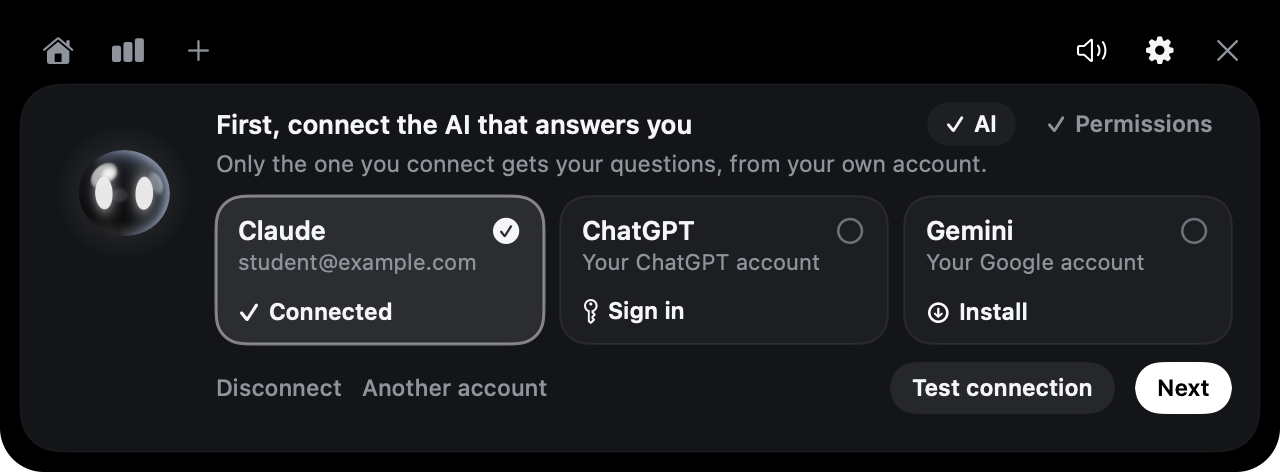 First, connect the AI that answers you
AI
Permissions
Only the one you connect gets your questions, from your own account.
Claude
student@example.com
Connected
ChatGPT
Your ChatGPT account
Sign in
Gemini
Your Google account
Install
Disconnect
Another account
Test connection
Next